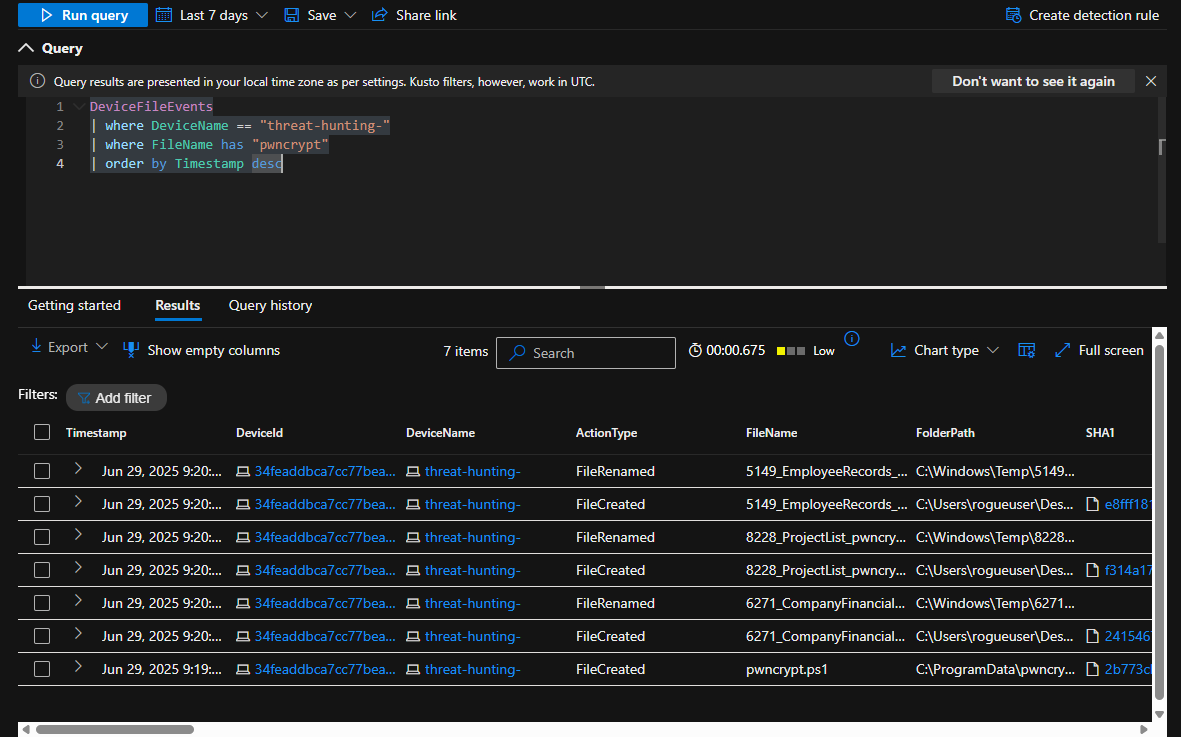 Run query Last 7 days Save Share link Create detection rule
Query
Query results are presented in your local time zone as per settings. Kusto filters, however, work in UTC. Don't want to see it again
1 DeviceFileEvents
2 | where DeviceName == "threat-hunting-"
3 | where FileName has "pwncrypt"
4 | order by Timestamp desc
Getting started Results Query history
Export Show empty columns 7 items Search 00:00.675 Low Chart type Full screen
Filters: Add filter
Timestamp DeviceId DeviceName ActionType FileName FolderPath SHA1
Jun 29, 2025 9:20:... 34feaddbca7cc77bea... threat-hunting- FileRenamed 5149_EmployeeRecords_... C:\Windows\Temp\5149...
Jun 29, 2025 9:20:... 34feaddbca7cc77bea... threat-hunting- FileCreated 5149_EmployeeRecords_... C:\Users\rogueuser\Des... e8fff181
Jun 29, 2025 9:20:... 34feaddbca7cc77bea... threat-hunting- FileRenamed 8228_ProjectList_pwncry... C:\Windows\Temp\8228...
Jun 29, 2025 9:20:... 34feaddbca7cc77bea... threat-hunting- FileCreated 8228_ProjectList_pwncry... C:\Users\rogueuser\Des... f314a17
Jun 29, 2025 9:20:... 34feaddbca7cc77bea... threat-hunting- FileRenamed 6271_CompanyFinancial... C:\Windows\Temp\6271...
Jun 29, 2025 9:20:... 34feaddbca7cc77bea... threat-hunting- FileCreated 6271_CompanyFinancial... C:\Users\rogueuser\Des... 241546
Jun 29, 2025 9:19:... 34feaddbca7cc77bea... threat-hunting- FileCreated pwncrypt.ps1 C:\ProgramData\pwncry... 2b773c